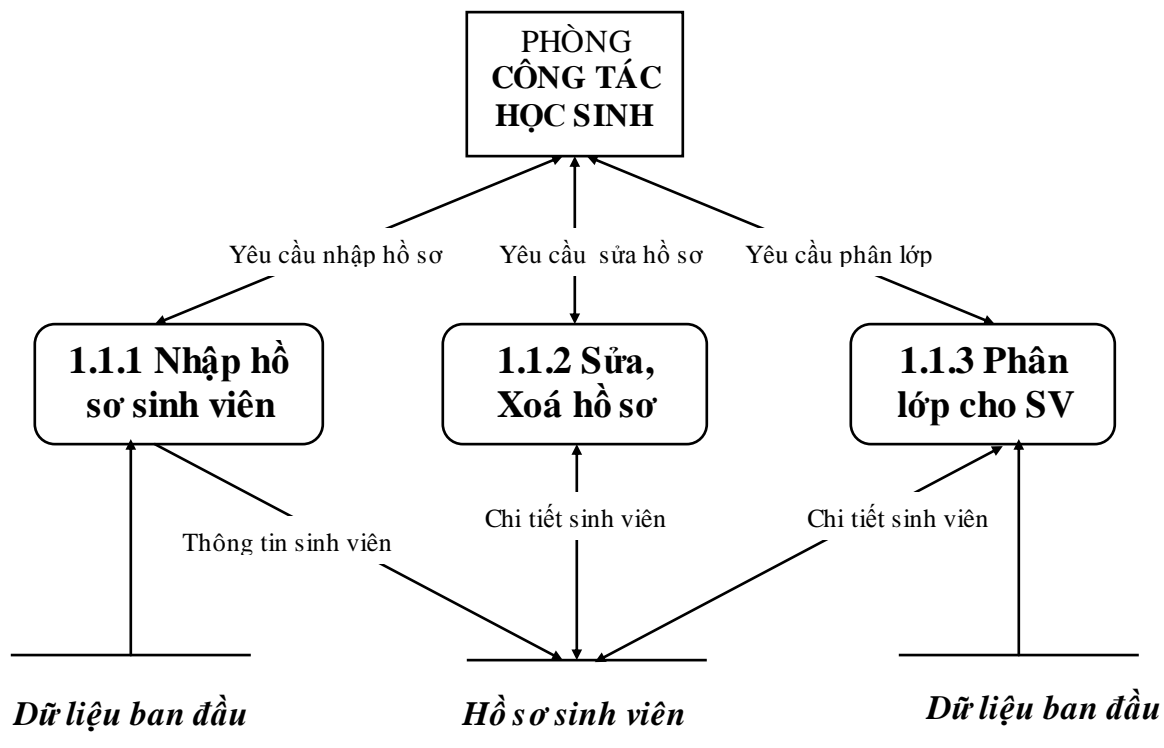 PHÒNG
CÔNG TÁC
HỌC SINH
Yêu cầu nhập hồ sơ
Yêu cầu sửa hồ sơ
Yêu cầu phân lớp
1.1.1 Nhập hồ
sơ sinh viên
1.1.2 Sửa,
Xoá hồ sơ
1.1.3 Phân
lớp cho SV
Thông tin sinh viên
Chi tiết sinh viên
Chi tiết sinh viên
Dữ liệu ban đầu
Hồ sơ sinh viên
Dữ liệu ban đầu